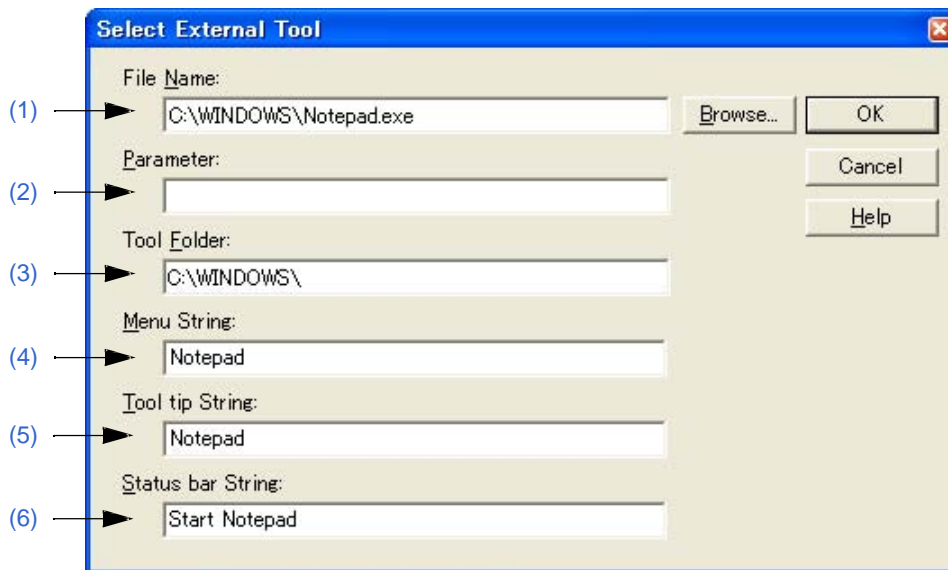 Select External Tool
File Name:
(1) C:\WINDOWS\Notepad.exe Browse... OK
Parameter: Cancel
(2)
Help
Tool Folder:
(3) C:\WINDOWS\
Menu String:
(4) Notepad
Tool tip String:
(5) Notepad
Status bar String:
(6) Start Notepad